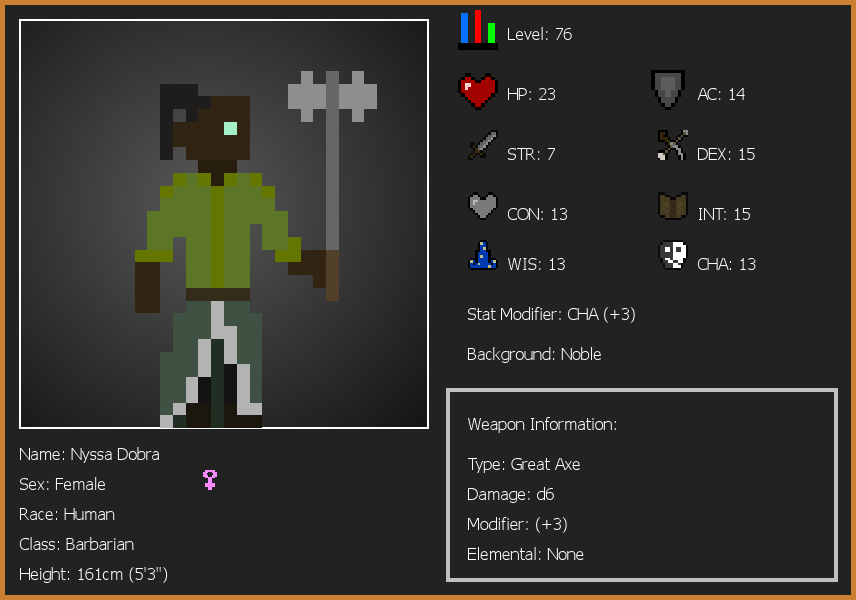 Level: 76
HP: 23
AC: 14
STR: 7
DEX: 15
CON: 13
INT: 15
WIS: 13
CHA: 13
Stat Modifier: CHA (+3)
Background: Noble
Weapon Information:
Type: Great Axe
Damage: d6
Modifier: (+3)
Elemental: None
Name: Nyssa Dobra
Sex: Female
Race: Human
Class: Barbarian
Height: 161cm (5'3")